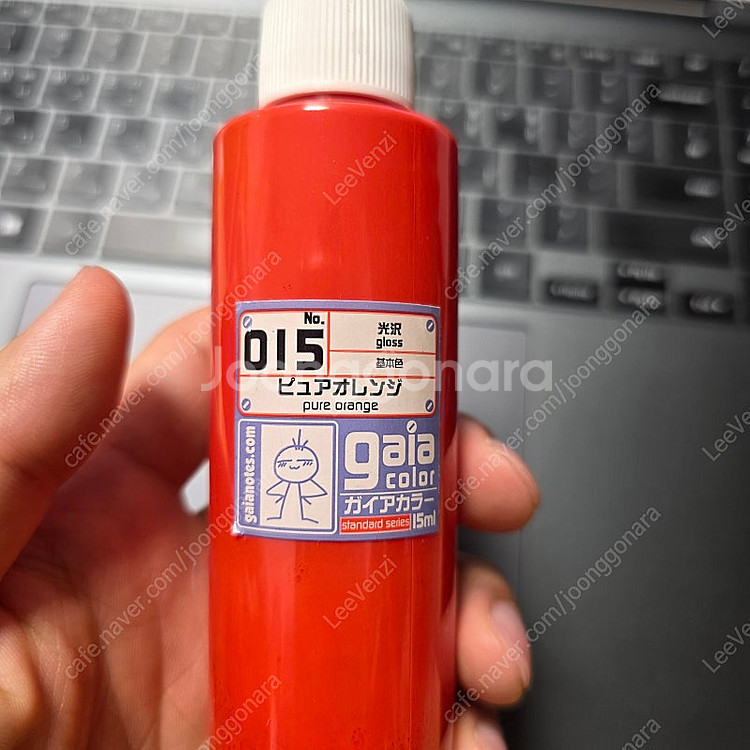 No.
015
光沢
gloss
基本色
ピュアオレンジ
pure orange
gaianotes.com
gaia
color
ガイアカラー
standard series 15ml
Joonggonara
cafe.naver.com/joonggonara
LeeVenzi